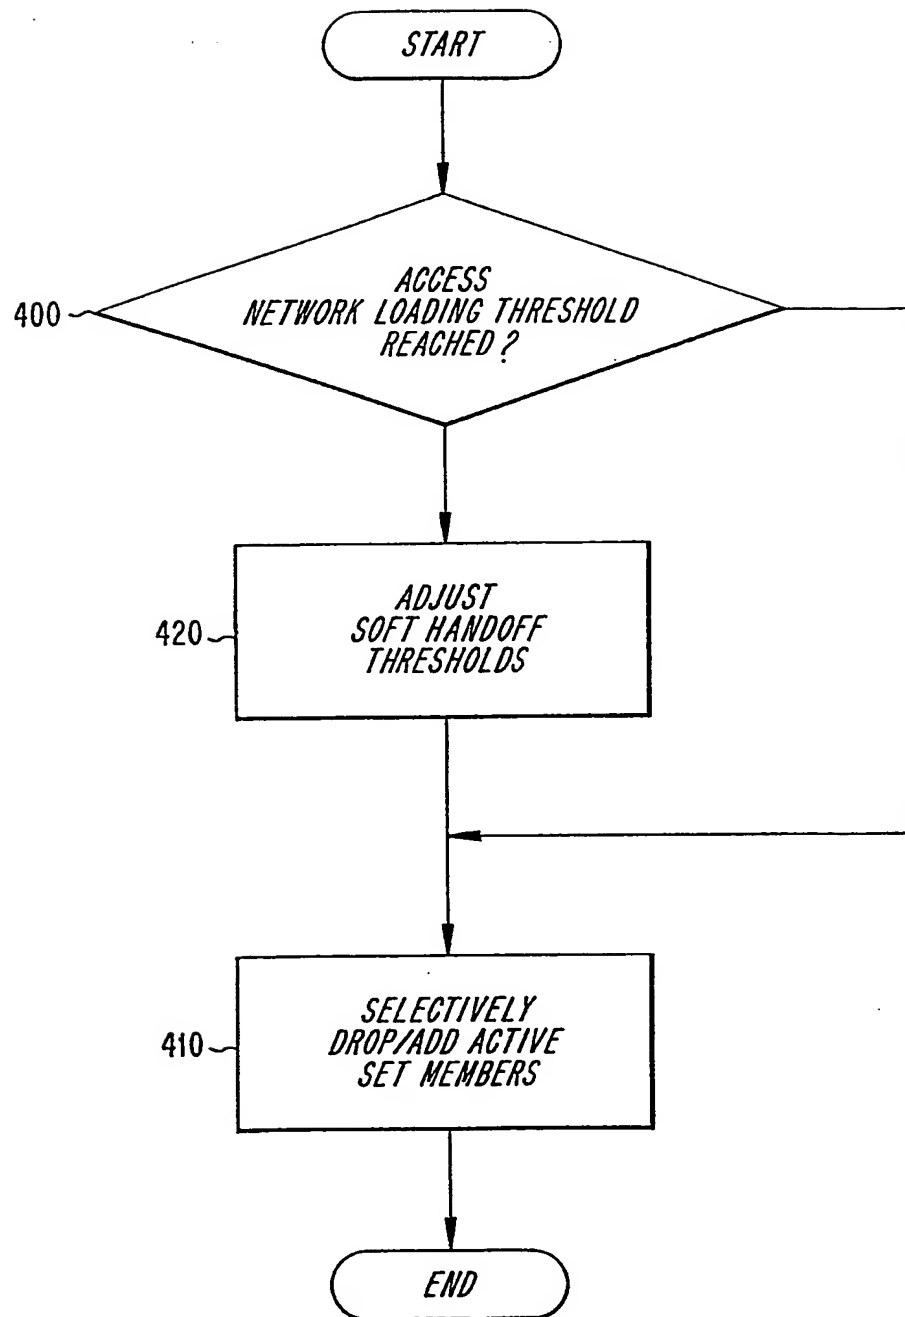 START
400
ACCESS
NETWORK LOADING THRESHOLD
REACHED?
420
ADJUST
SOFT HANDOFF
THRESHOLDS
410
SELECTIVELY
DROP/ADD ACTIVE
SET MEMBERS
END